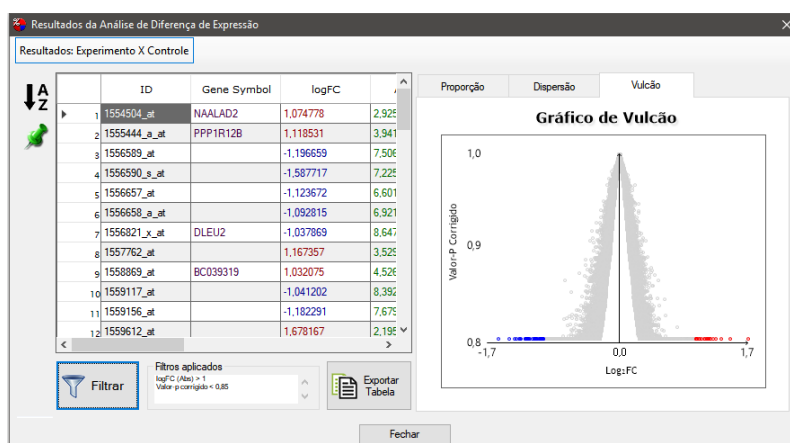 Resultados da Análise de Diferença de Expressão
Resultados: Experimento X Controle
A
Z
ID Gene Symbol logFC
1 1554504_at NAALAD2 1,074778 2,925
2 1555444_a_at PPP1R12B 1,118531 3,941
3 1556589_at -1,196659 7,506
4 1556590_s_at -1,587717 7,225
5 1556657_at -1,123672 6,601
6 1556658_a_at -1,092815 6,921
7 1556821_x_at DLEU2 -1,037869 8,647
8 1557762_at 1,167357 3,529
9 1558869_at BC039319 1,032075 4,526
10 1559117_at -1,041202 8,392
11 1559156_at -1,182291 7,679
12 1559612_at 1,678167 2,195
Filtrar
Filtros aplicados
logFC (Abs) > 1
Valor-p corrigido < 0,85
Exportar
Tabela
Proporção Dispersão Vulcão
Gráfico de Vulcão
Valor-P Corrigido
1,0
0,9
0,8
-1,7 0,0 1,7
Log₂FC
Fechar